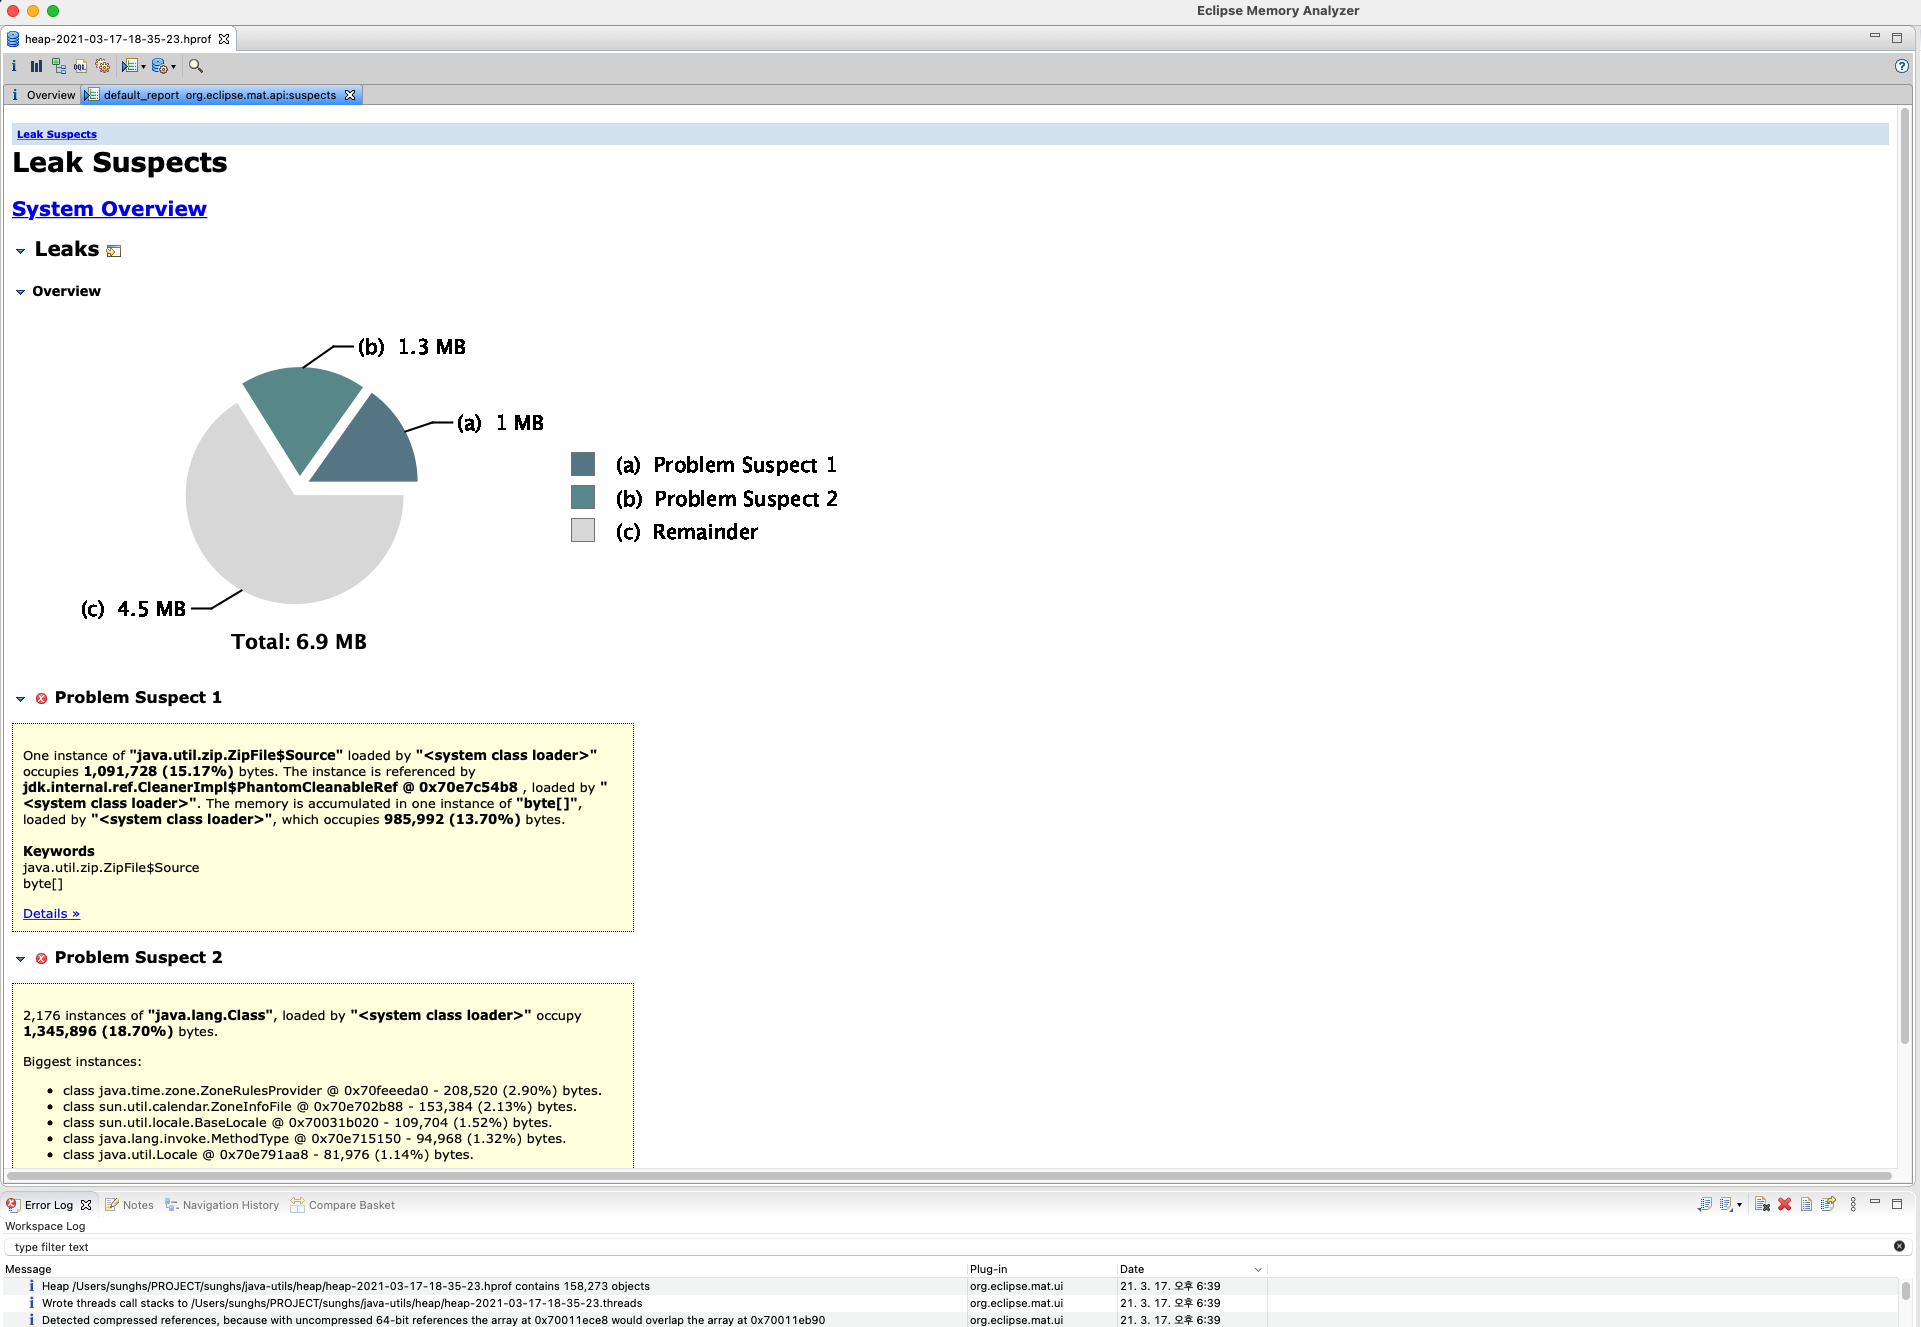 Eclipse Memory Analyzer
heap-2021-03-17-18-35-23.hprof
Overview
default_report org.eclipse.mat.api:suspects
Leak Suspects
Leak Suspects
System Overview
Leaks
Overview
(b) 1.3 MB
(a) 1 MB
(a) Problem Suspect 1
(b) Problem Suspect 2
(c) Remainder
(c) 4.5 MB
Total: 6.9 MB
Problem Suspect 1
One instance of "java.util.zip.ZipFile$Source" loaded by "<system class loader>"
occupies 1,091,728 (15.17%) bytes. The instance is referenced by
jdk.internal.ref.CleanerImpl$PhantomCleanableRef @ 0x70e7c54b8 , loaded by "
<system class loader>". The memory is accumulated in one instance of "byte[]",
loaded by "<system class loader>", which occupies 985,992 (13.70%) bytes.
Keywords
java.util.zip.ZipFile$Source
byte[]
Details »
Problem Suspect 2
2,176 instances of "java.lang.Class", loaded by "<system class loader>" occupy
1,345,896 (18.70%) bytes.
Biggest instances:
• class java.time.zone.ZoneRulesProvider @ 0x70feeeda0 - 208,520 (2.90%) bytes.
• class sun.util.calendar.ZoneInfoFile @ 0x70e702b88 - 153,384 (2.13%) bytes.
• class sun.util.locale.BaseLocale @ 0x70031b020 - 109,704 (1.52%) bytes.
• class java.lang.invoke.MethodType @ 0x70e715150 - 94,968 (1.32%) bytes.
• class java.util.Locale @ 0x70e791aa8 - 81,976 (1.14%) bytes.
Error Log Notes Navigation History Compare Basket
Workspace Log
type filter text
Message Plug-in Date
Heap /Users/sunghs/PROJECT/sunghs/java-utils/heap/heap-2021-03-17-18-35-23.hprof contains 158,273 objects org.eclipse.mat.ui 21. 3. 17. 오후 6:39
Wrote threads call stacks to /Users/sunghs/PROJECT/sunghs/java-utils/heap/heap-2021-03-17-18-35-23.threads org.eclipse.mat.ui 21. 3. 17. 오후 6:39
Detected compressed references, because with uncompressed 64-bit references the array at 0x70011ece8 would overlap the array at 0x70011eb90 org.eclipse.mat.ui 21. 3. 17. 오후 6:39